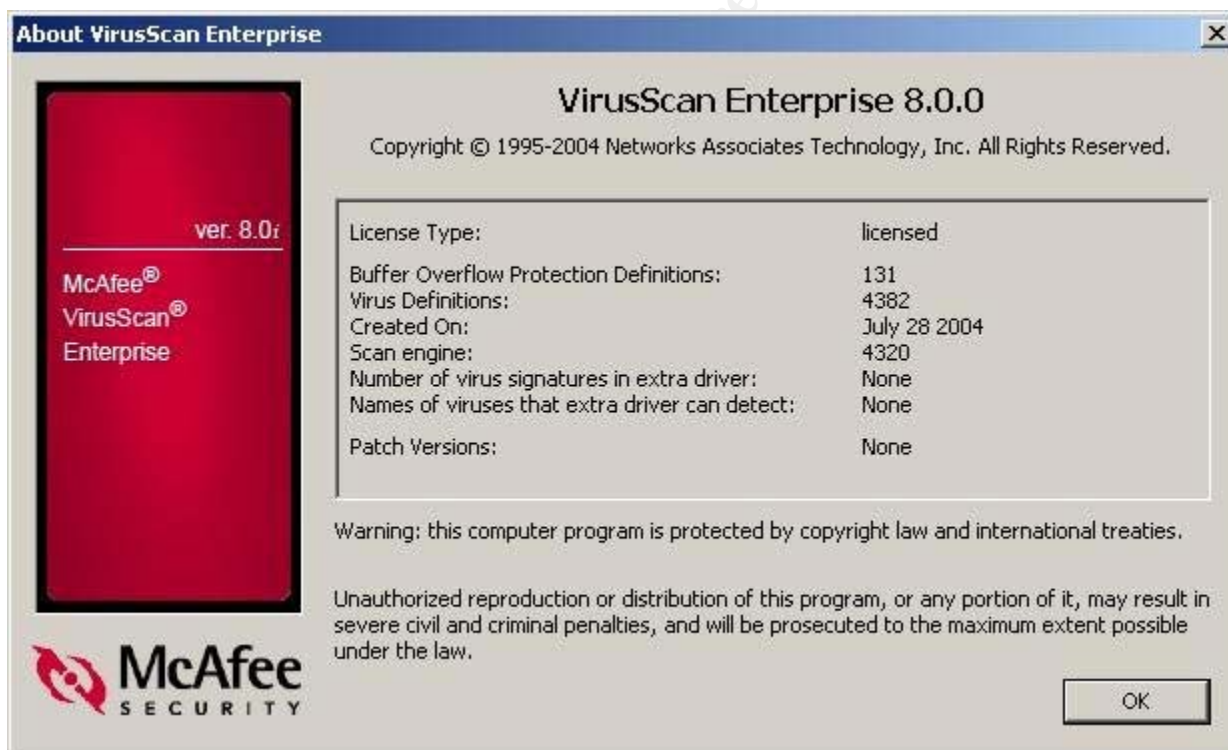 About VirusScan Enterprise
VirusScan Enterprise 8.0.0
Copyright © 1995-2004 Networks Associates Technology, Inc. All Rights Reserved.
ver. 8.0i
McAfee®
VirusScan®
Enterprise
License Type: licensed
Buffer Overflow Protection Definitions: 131
Virus Definitions: 4382
Created On: July 28 2004
Scan engine: 4320
Number of virus signatures in extra driver: None
Names of viruses that extra driver can detect: None
Patch Versions: None
Warning: this computer program is protected by copyright law and international treaties.
Unauthorized reproduction or distribution of this program, or any portion of it, may result in
severe civil and criminal penalties, and will be prosecuted to the maximum extent possible
under the law.
McAfee
SECURITY
OK